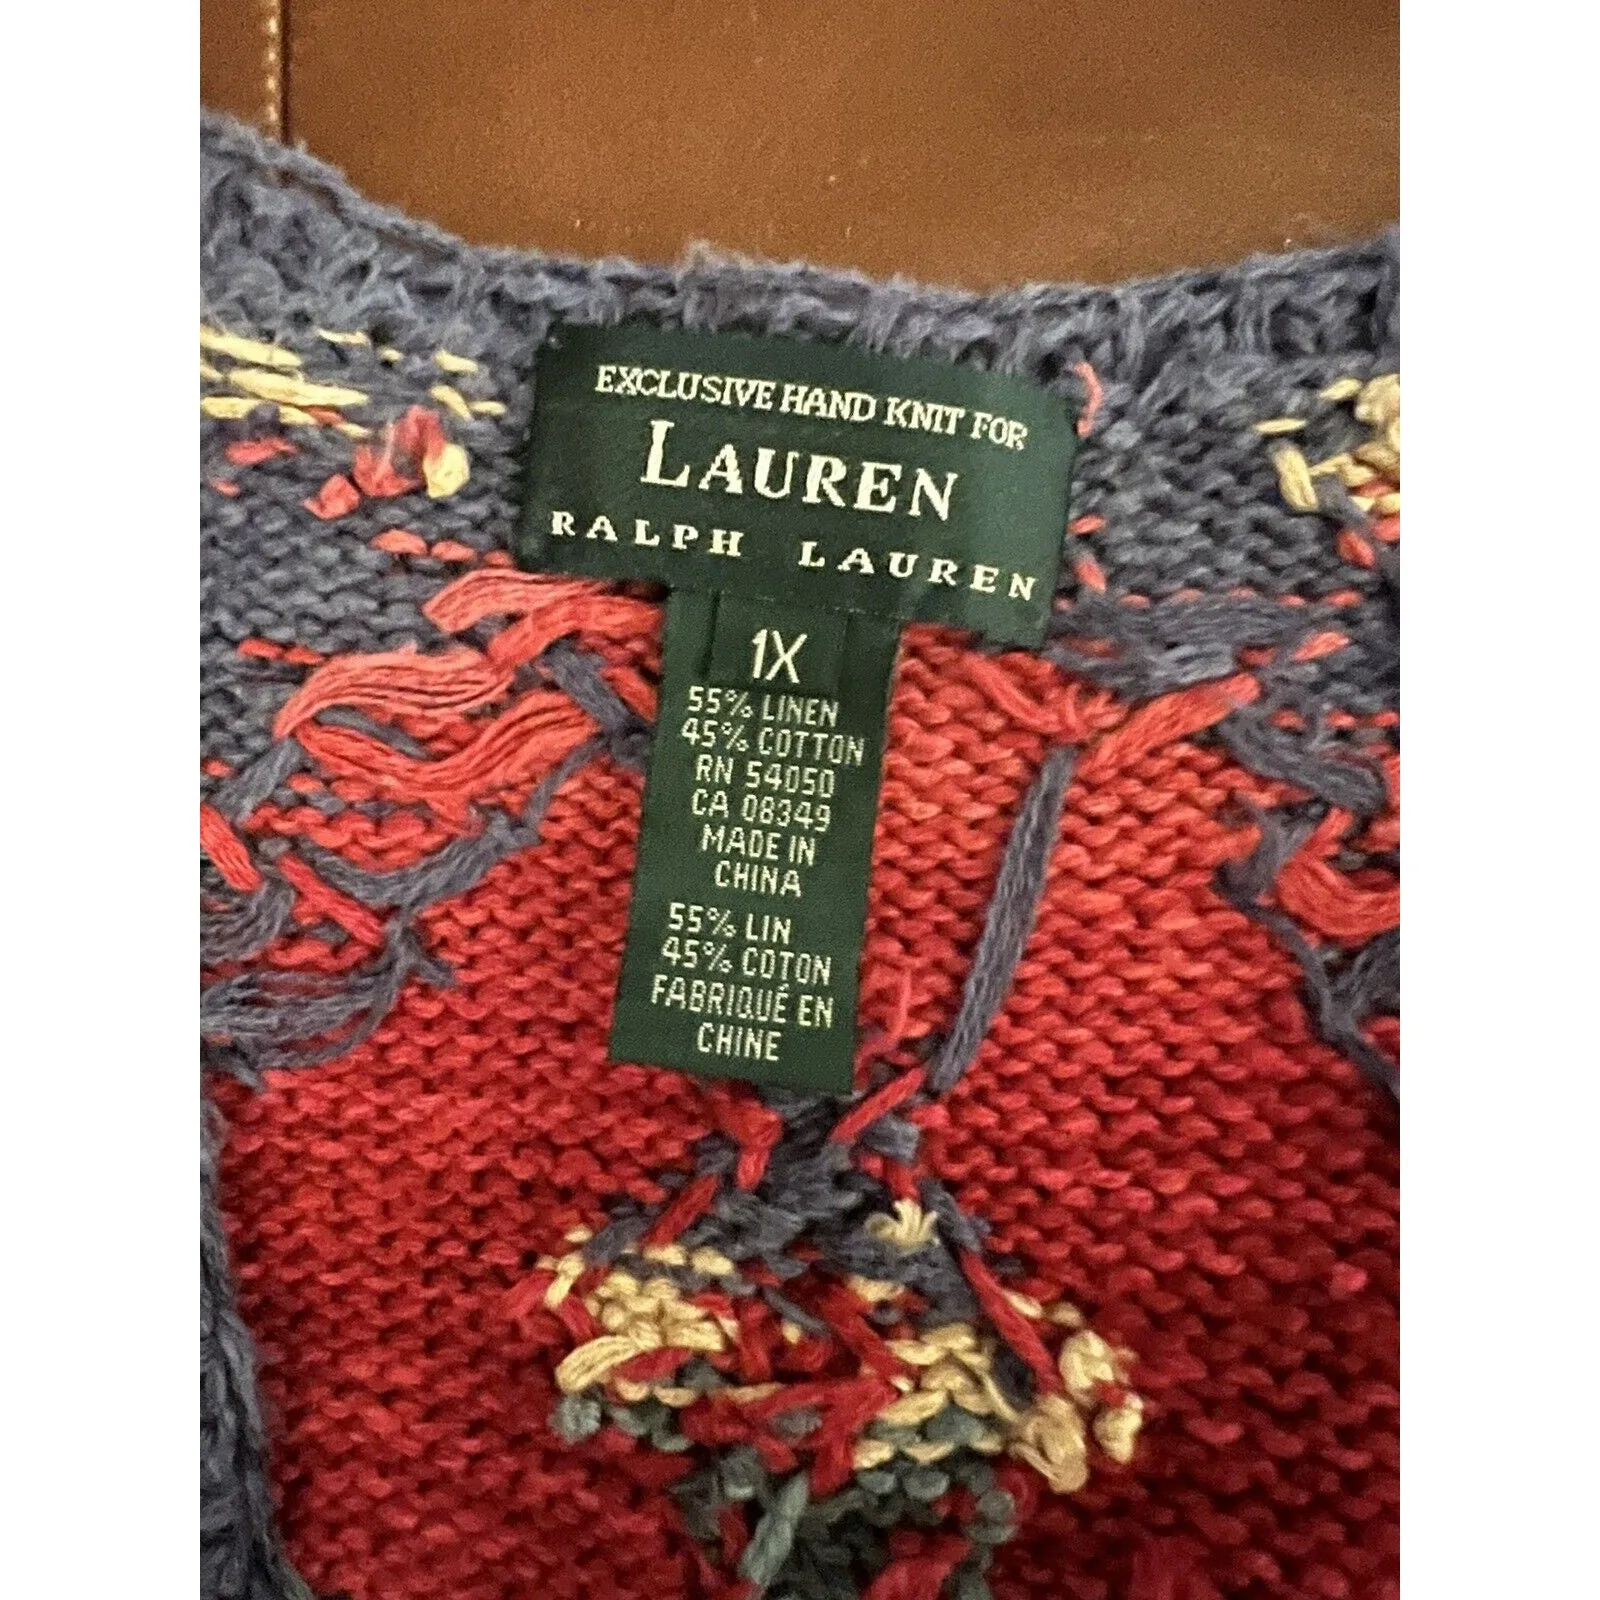 EXCLUSIVE HAND KNIT FOR
LAUREN
RALPH LAUREN
1X
55% LINEN
45% COTTON
RN 54050
CA 08349
MADE IN
CHINA
55% LIN
45% COTON
FABRIQUÉ EN
CHINE